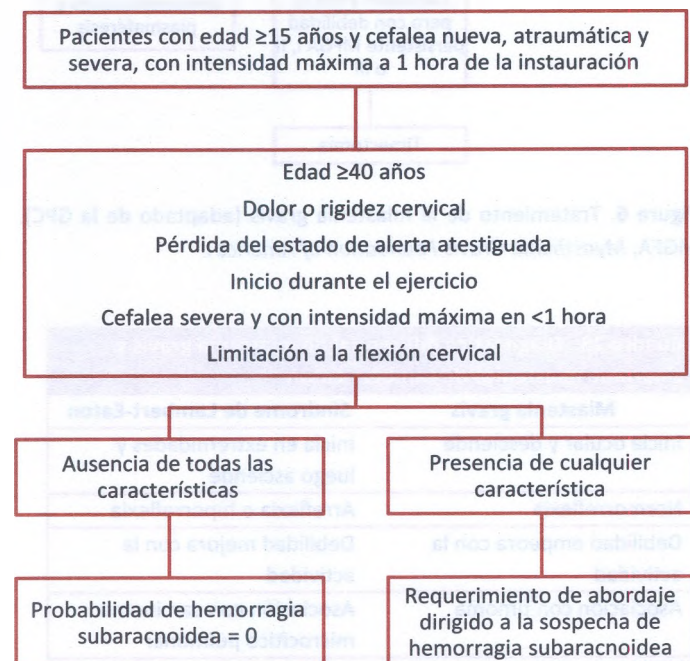 Pacientes con edad ≥15 años y cefalea nueva, atraumática y
severa, con intensidad máxima a 1 hora de la instauración
Edad ≥40 años
Dolor o rigidez cervical
Pérdida del estado de alerta atestiguada
Inicio durante el ejercicio
Cefalea severa y con intensidad máxima en <1 hora
Limitación a la flexión cervical
Ausencia de todas las
características
Presencia de cualquier
característica
Probabilidad de hemorragia
subaracnoidea = 0
Requerimiento de abordaje
dirigido a la sospecha de
hemorragia subaracnoidea